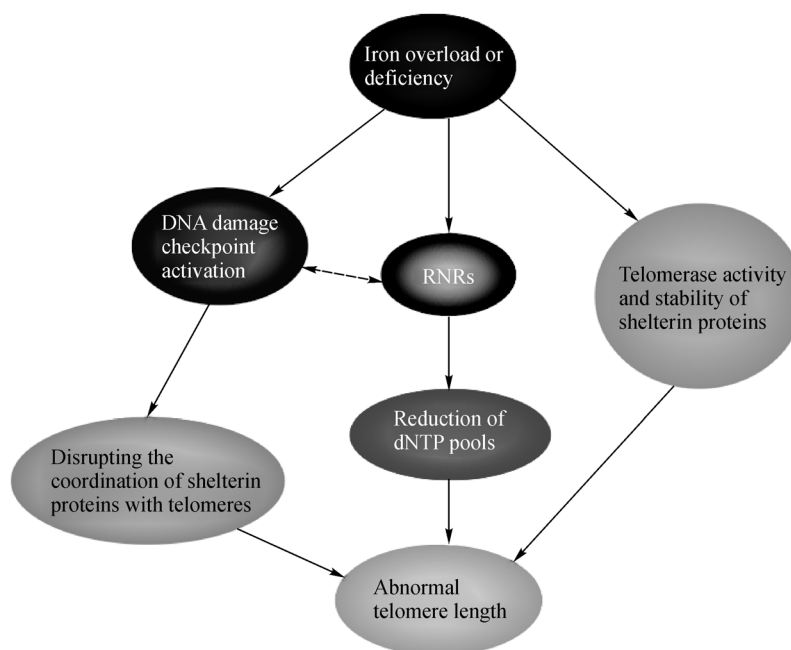 Iron overload or
deficiency
DNA damage
checkpoint
activation
RNRs
Telomerase activity
and stability of
shelterin proteins
Reduction of
dNTP pools
Disrupting the
coordination of shelterin
proteins with telomeres
Abnormal
telomere length